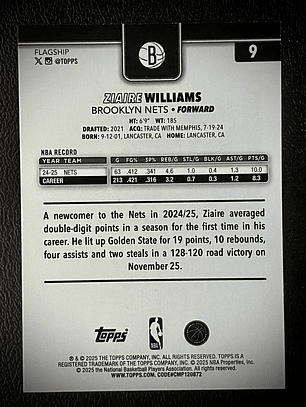 FLAGSHIP
@TOPPS
B
9
ZIAIRE WILLIAMS
BROOKLYN NETS • FORWARD
HT: 6'9" WT: 185
DRAFTED: 2021 ACQ: TRADE WITH MEMPHIS, 7-19-24
BORN: 9-12-01, LANCASTER, CA HOME: LANCASTER, CA
NBA RECORD
YEAR TEAM G FG% 3P% REB/G STL/G BLK/G AST/G PTS/G
24-25 NETS 63 .412 .341 4.6 1.0 0.4 1.3 10.0
CAREER 213 .421 .316 3.2 0.7 0.3 1.2 8.3
A newcomer to the Nets in 2024/25, Ziaire averaged
double-digit points in a season for the first time in his
career. He lit up Golden State for 19 points, 10 rebounds,
four assists and two steals in a 128-120 road victory on
November 25.
Topps
NBA
® & © 2025 THE TOPPS COMPANY, INC. ALL RIGHTS RESERVED. TOPPS IS A
REGISTERED TRADEMARK OF THE TOPPS COMPANY, INC. © 2025 NBA Properties, Inc.
© 2025 the National Basketball Players Association. All rights reserved.
WWW.TOPPS.COM. CODE#CMP120872